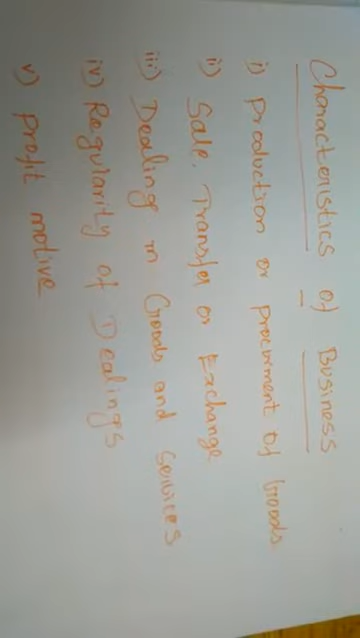 Characteristics of Business
i) Production or procurment of Goods.
ii) Sale, Transfer or Exchange
iii) Dealing in Goods and Services
iv) Regularity of Dealings
v) profit motive